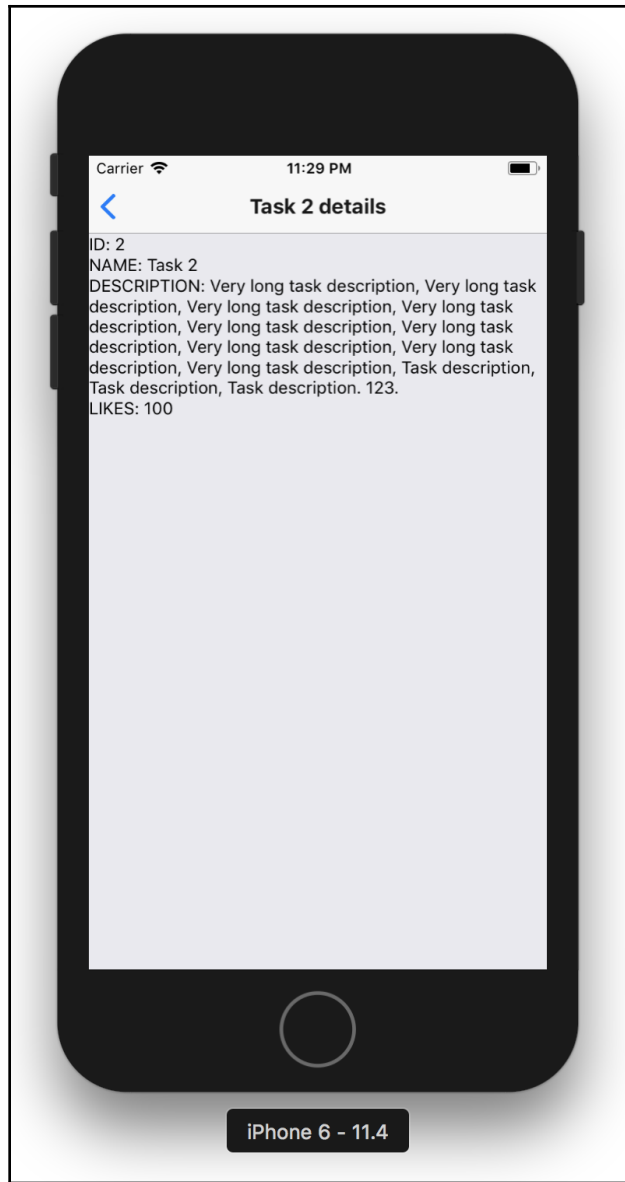 Carrier
11:29 PM
Task 2 details
ID: 2
NAME: Task 2
DESCRIPTION: Very long task description, Very long task
description, Very long task description, Very long task
description, Very long task description, Very long task
description, Very long task description, Very long task
description, Very long task description, Task description,
Task description, Task description. 123.
LIKES: 100
iPhone 6 - 11.4